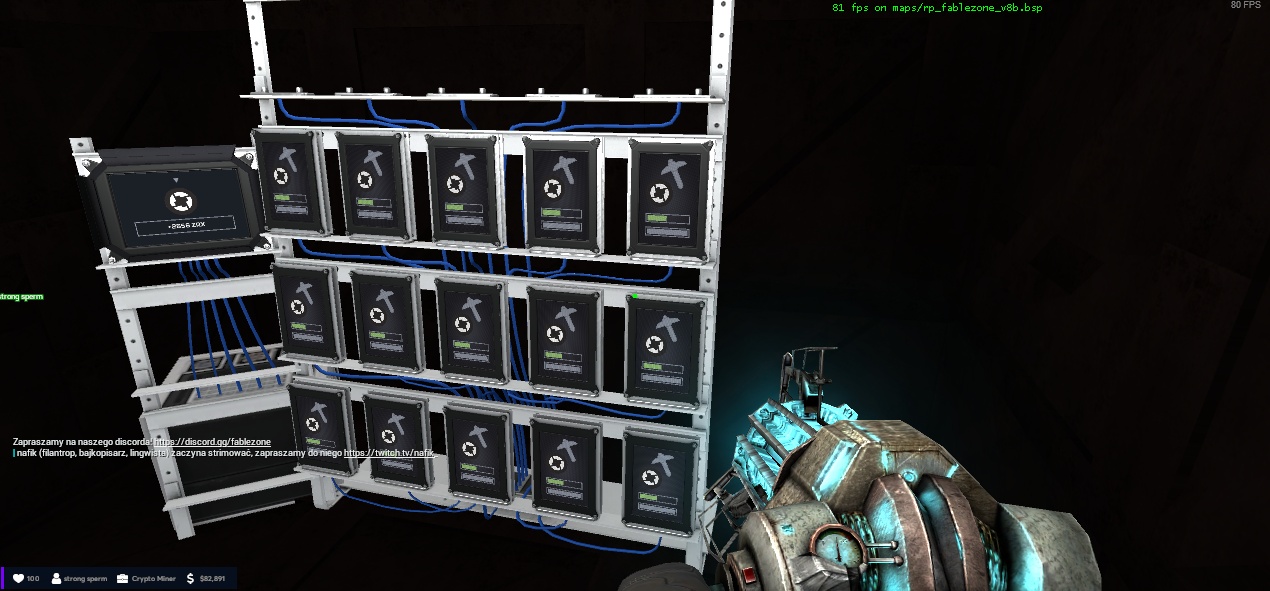 81 fps on maps/rp_fablezone_v8b.bsp
80 FPS
+2656 ZRX
strong sperm
Zapraszamy na naszego discorda! https://discord.gg/fablezone
nafik (filantrop, bajkopisarz, lingwista) zaczyna strimować, zapraszamy do niego https://twitch.tv/nafik.
100 strong sperm Crypto Miner $ $82,891